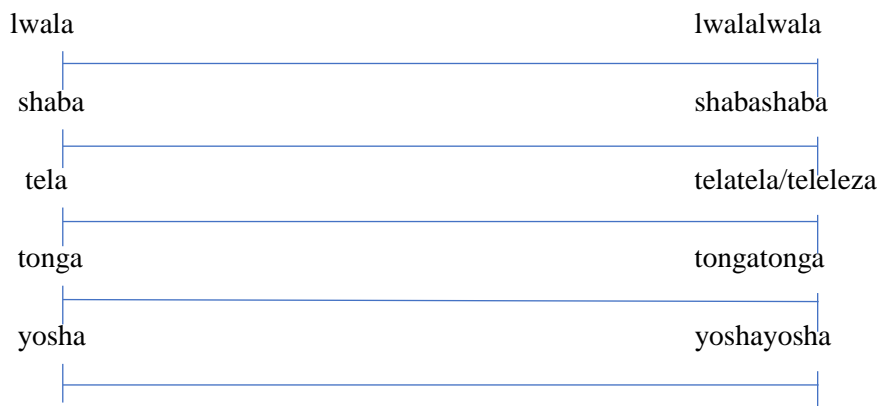 lwala lwalalwala
shaba shabashaba
tela telatela/teleleza
tonga tongatonga
yosha yoshayosha